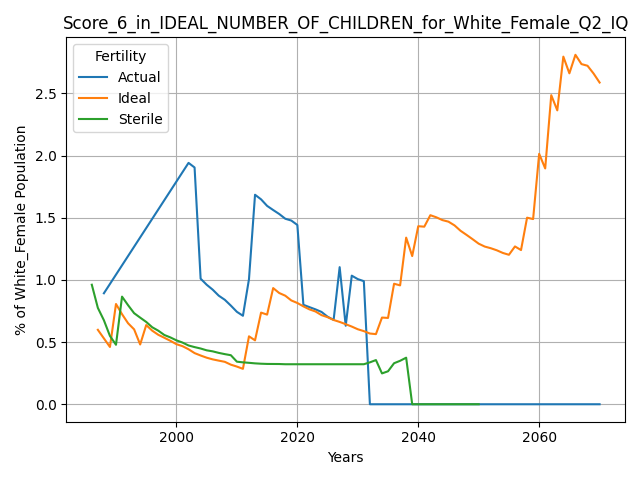 Score_6_in_IDEAL_NUMBER_OF_CHILDREN_for_White_Female_Q2_IQ
Fertility
Actual
Ideal
Sterile
% of White_Female Population
2.5
2.0
1.5
1.0
0.5
0.0
2000
2020
2040
2060
Years